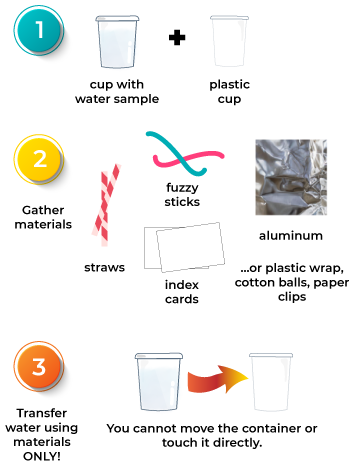 1
cup with
water sample
plastic
cup
2
Gather
materials
straws
fuzzy
sticks
index
cards
aluminum
...or plastic wrap,
cotton balls, paper
clips
3
Transfer
water using
materials
ONLY!
You cannot move the container or
touch it directly.